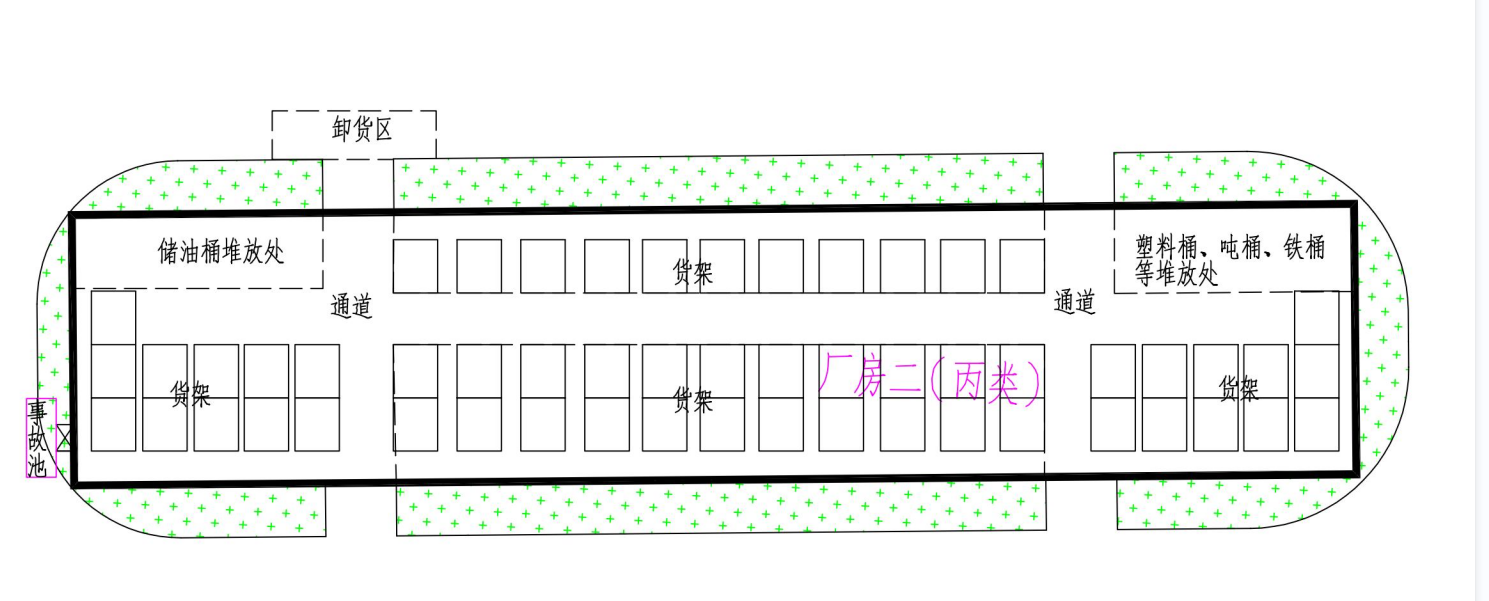 卸货区
储油桶堆放处
塑料桶、吨桶、铁桶
等堆放处
货架
通道
通道
厂房二(丙类)
货架
货架
货架
事故池